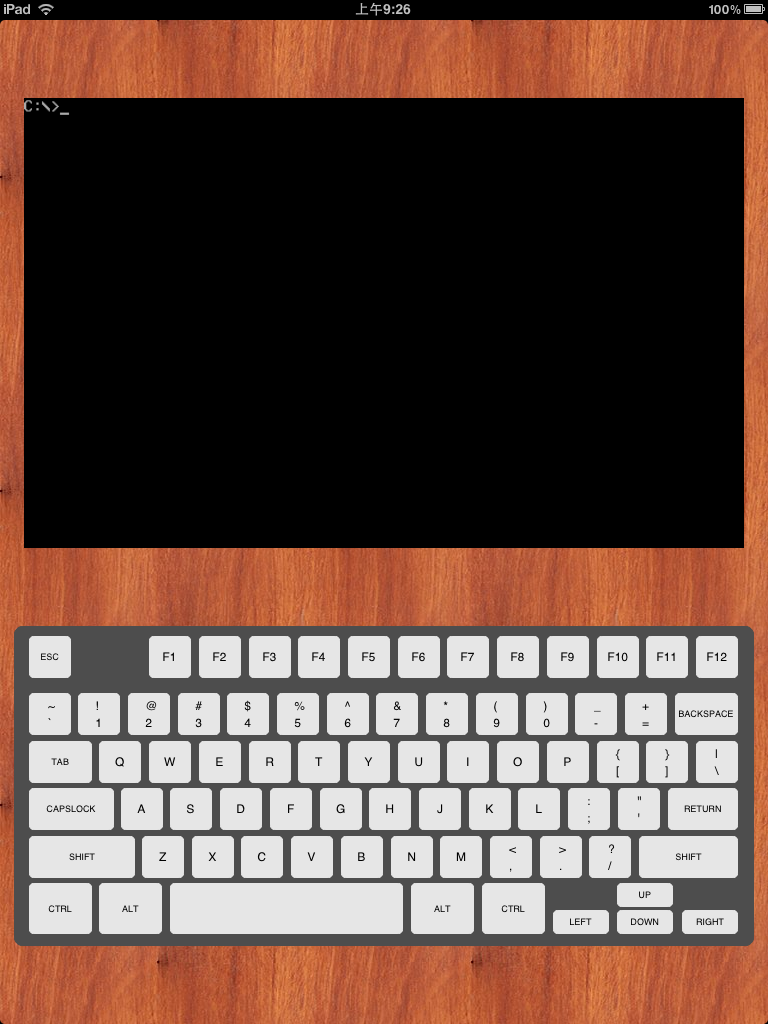 iPad 上午9:26 100%
C:\>_
ESC F1 F2 F3 F4 F5 F6 F7 F8 F9 F10 F11 F12
~ ! @ # $ % ^ & * ( ) _ +
` 1 2 3 4 5 6 7 8 9 0 - = BACKSPACE
TAB Q W E R T Y U I O P { } |
[ ] \
CAPSLOCK A S D F G H J K L : " RETURN
; '
SHIFT Z X C V B N M < > ? SHIFT
, . /
CTRL ALT ALT CTRL UP
LEFT DOWN RIGHT